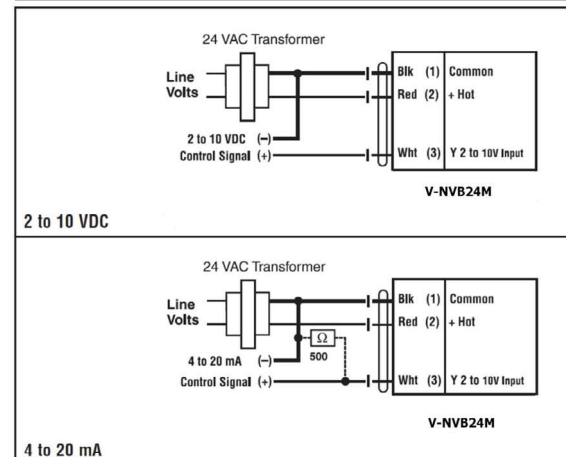 24 VAC Transformer
Line
Volts
Blk (1) Common
Red (2) + Hot
2 to 10 VDC (–)
Control Signal (+)
Wht (3) Y 2 to 10V Input
V-NVB24M
2 to 10 VDC
24 VAC Transformer
Line
Volts
Blk (1) Common
Red (2) + Hot
Ω
500
4 to 20 mA (–)
Control Signal (+)
Wht (3) Y 2 to 10V Input
V-NVB24M
4 to 20 mA